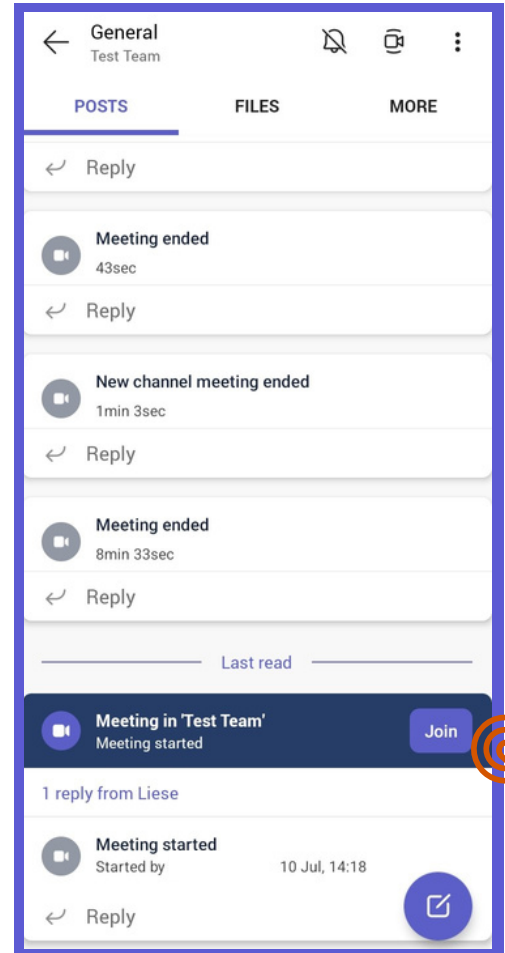 General
Test Team
POSTS FILES MORE
Reply
Meeting ended
43sec
Reply
New channel meeting ended
1min 3sec
Reply
Meeting ended
8min 33sec
Reply
Last read
Meeting in 'Test Team'
Meeting started
Join
1 reply from Liese
Meeting started
Started by 10 Jul, 14:18
Reply